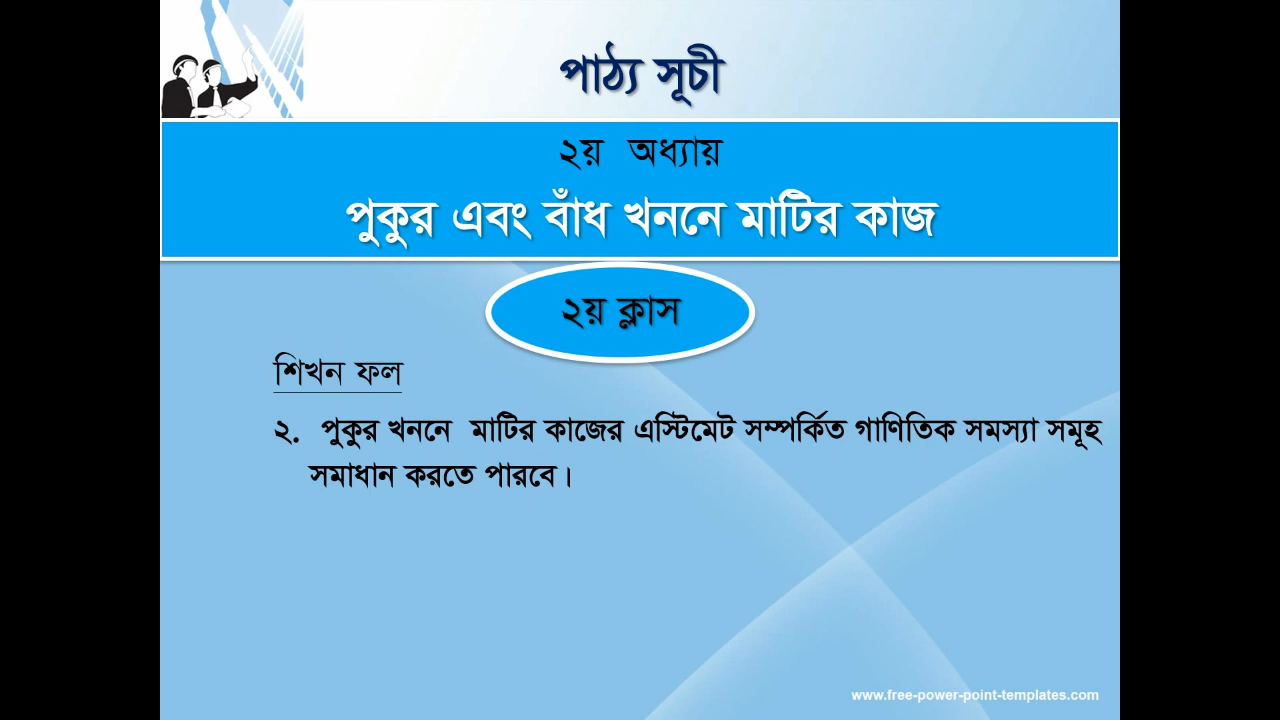 পাঠ্য সূচী
২য় অধ্যায়
পুকুর এবং বাঁধ খননে মাটির কাজ
২য় ক্লাস
শিখন ফল
২. পুকুর খননে মাটির কাজের এস্টিমেট সম্পর্কিত গাণিতিক সমস্যা সমূহ
সমাধান করতে পারবে।
www.free-power-point-templates.com